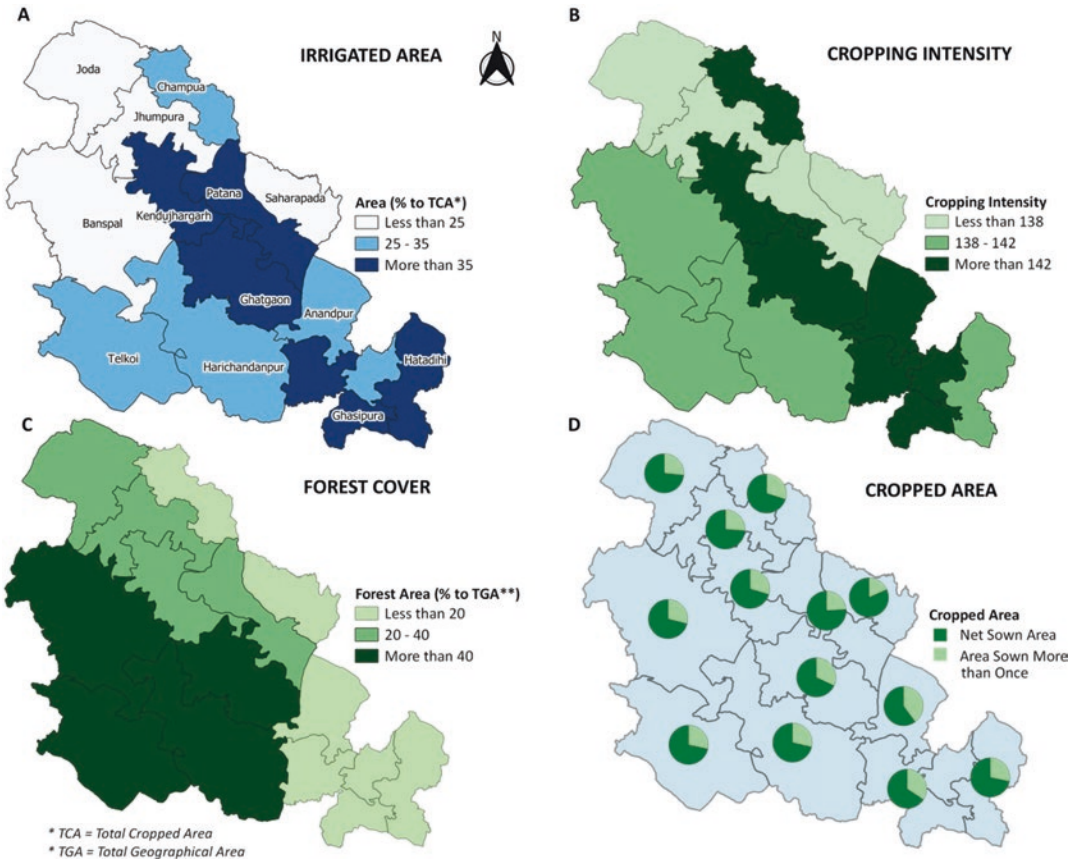 A
IRRIGATED AREA
N
Joda
Champua
Jhumpura
Patana
Saharapada
Kendujhargarh
Banspal
Ghatgaon
Anandpur
Telkoi
Harichandanpur
Hatadihi
Ghasipura
Area (% to TCA*)
Less than 25
25 - 35
More than 35
B
CROPPING INTENSITY
Cropping Intensity
Less than 138
138 - 142
More than 142
C
FOREST COVER
Forest Area (% to TGA**)
Less than 20
20 - 40
More than 40
* TCA = Total Cropped Area
* TGA = Total Geographical Area
D
CROPPED AREA
Cropped Area
Net Sown Area
Area Sown More
than Once